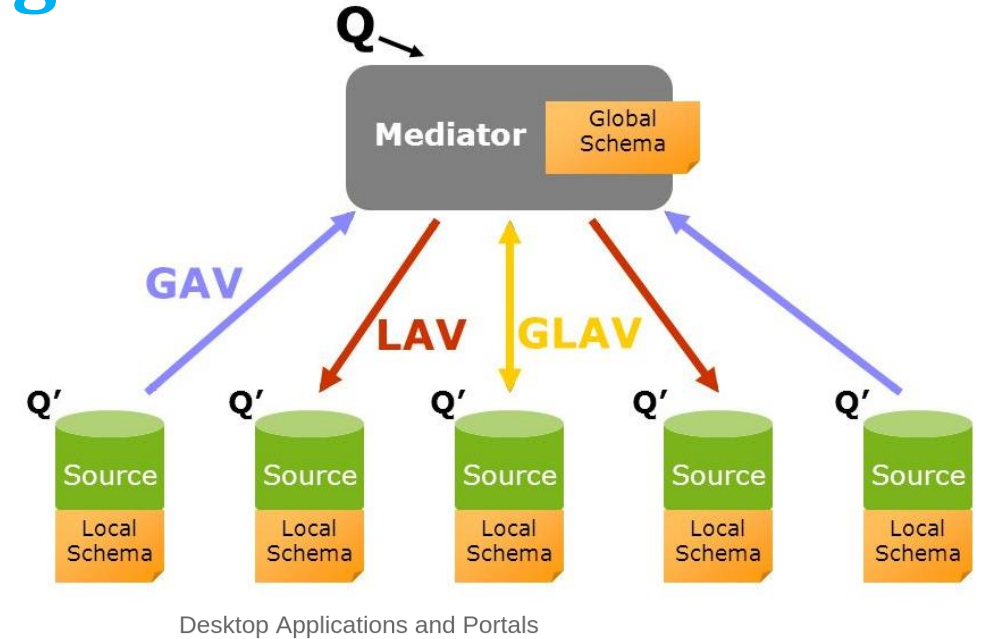 g
Q
Mediator
Global
Schema
GAV
LAV
GLAV
Q’
Q’
Q’
Q’
Q’
Source
Source
Source
Source
Source
Local
Schema
Local
Schema
Local
Schema
Local
Schema
Local
Schema
Desktop Applications and Portals